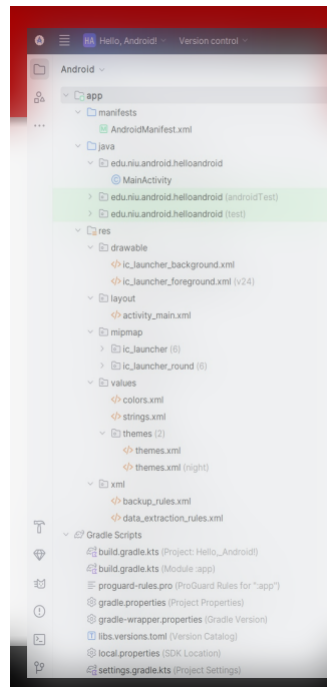 HA Hello, Android! Version control
Android
app
manifests
AndroidManifest.xml
java
edu.niu.android.helloandroid
MainActivity
edu.niu.android.helloandroid (androidTest)
edu.niu.android.helloandroid (test)
res
drawable
ic_launcher_background.xml
ic_launcher_foreground.xml (v24)
layout
activity_main.xml
mipmap
ic_launcher (6)
ic_launcher_round (6)
values
colors.xml
strings.xml
themes (2)
themes.xml
themes.xml (night)
xml
backup_rules.xml
data_extraction_rules.xml
Gradle Scripts
build.gradle.kts (Project: Hello,_Android!)
build.gradle.kts (Module :app)
proguard-rules.pro (ProGuard Rules for ":app")
gradle.properties (Project Properties)
gradle-wrapper.properties (Gradle Version)
libs.versions.toml (Version Catalog)
local.properties (SDK Location)
settings.gradle.kts (Project Settings)